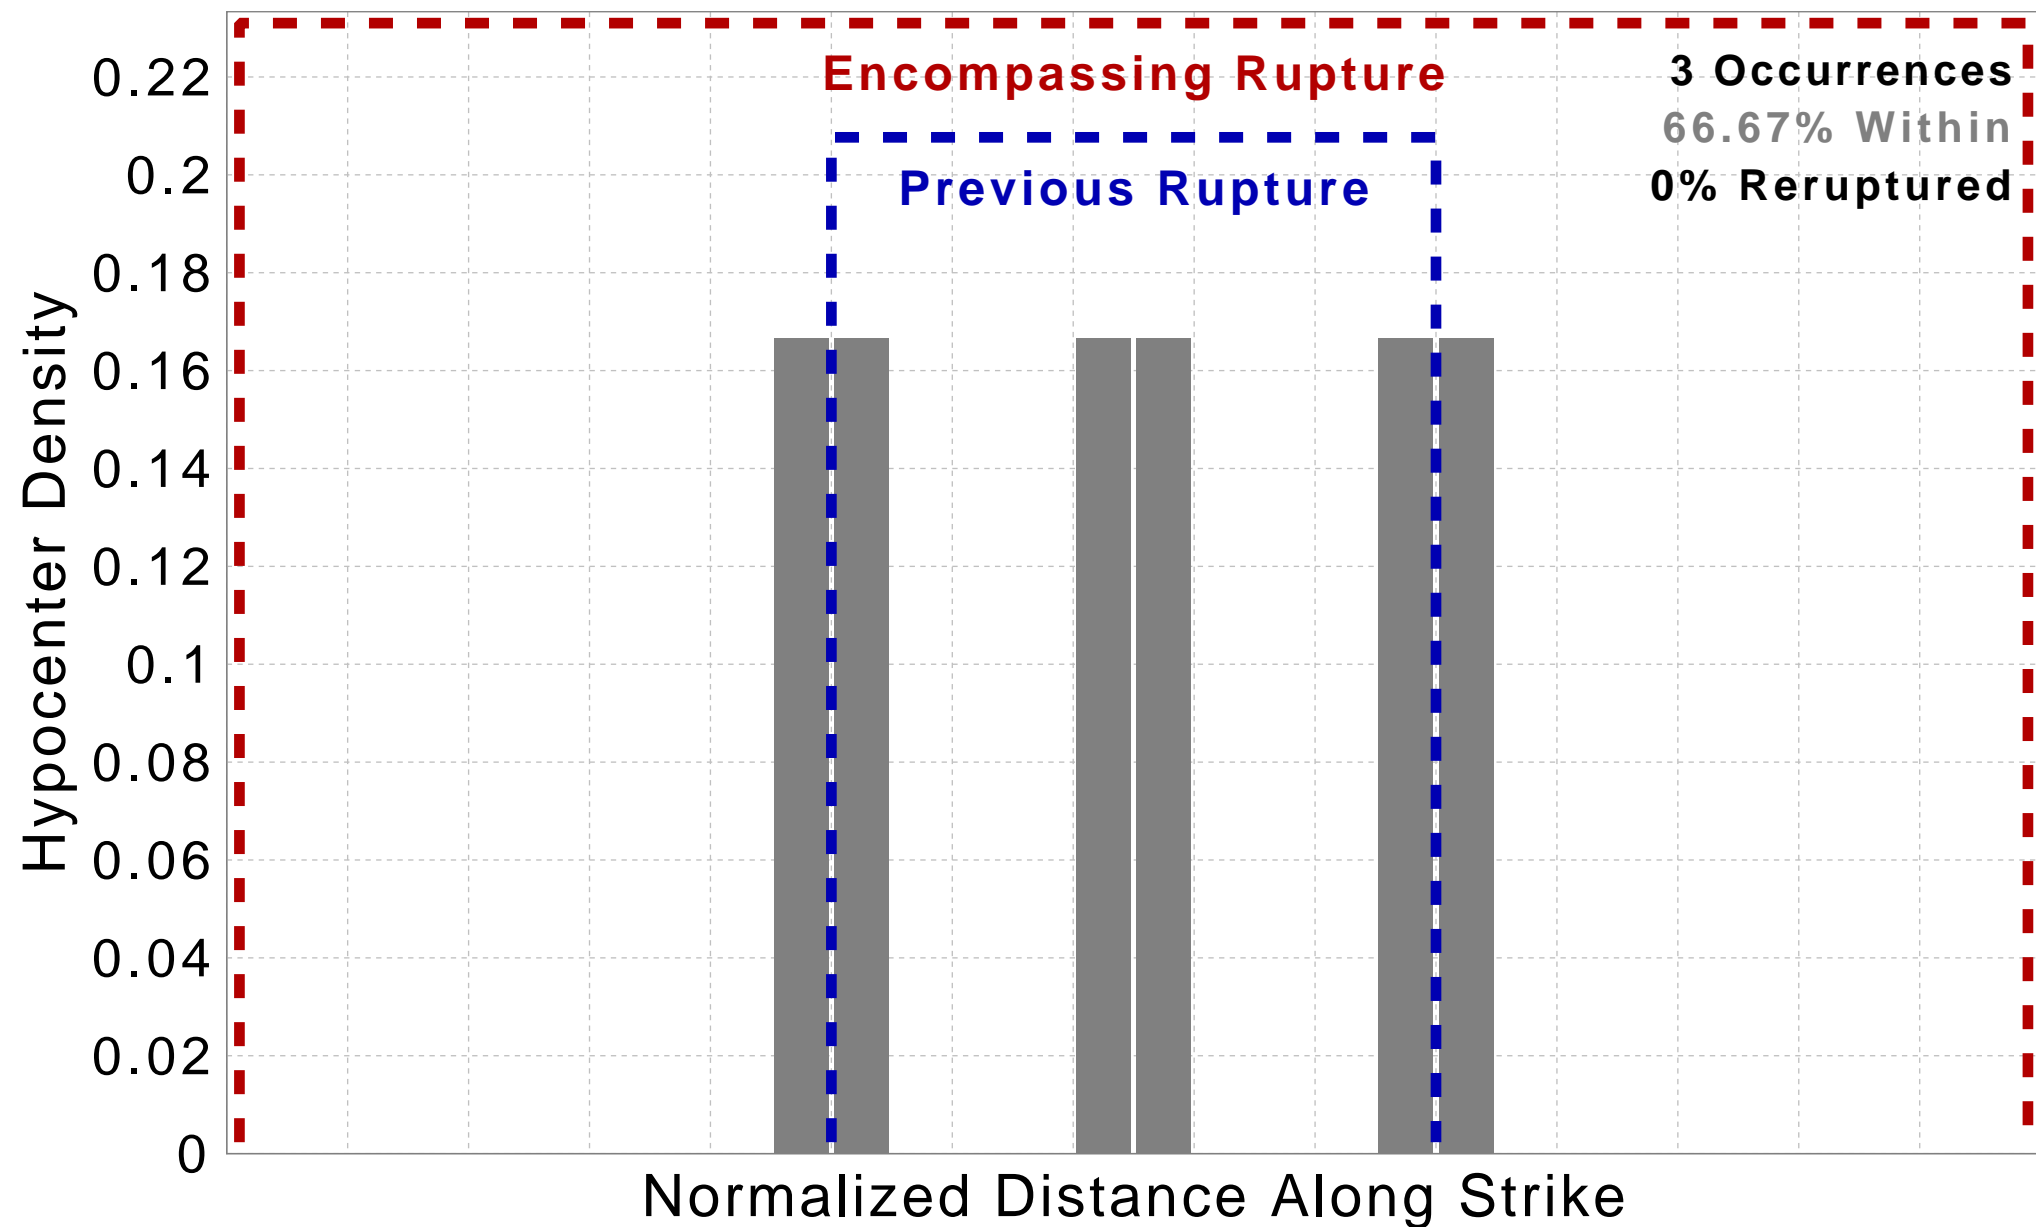 Encompassing Rupture
3 Occurrences
66.67% Within
0% Reruptured
Previous Rupture
Hypocenter Density
0.22
0.2
0.18
0.16
0.14
0.12
0.1
0.08
0.06
0.04
0.02
0
Normalized Distance Along Strike